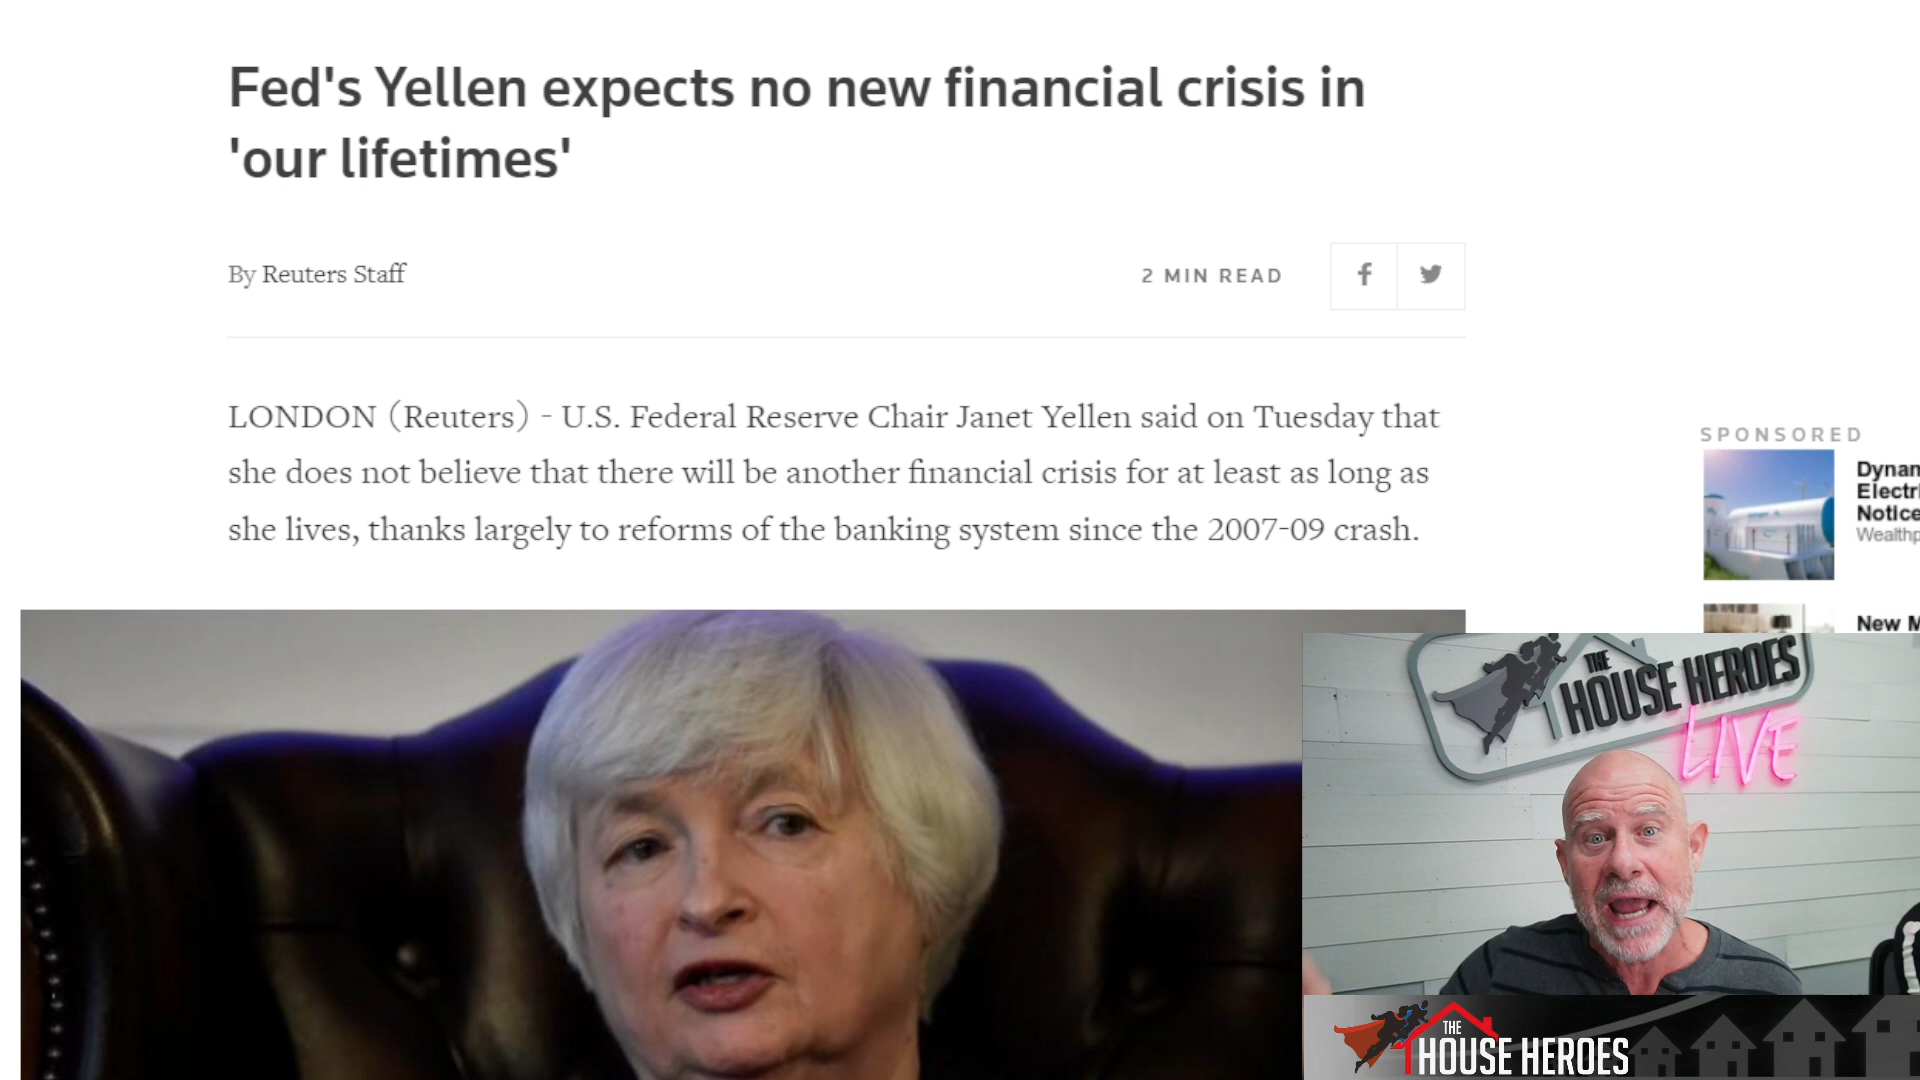 Fed's Yellen expects no new financial crisis in
'our lifetimes'
By Reuters Staff
2 MIN READ
LONDON (Reuters) - U.S. Federal Reserve Chair Janet Yellen said on Tuesday that
she does not believe that there will be another financial crisis for at least as long as
she lives, thanks largely to reforms of the banking system since the 2007-09 crash.
SPONSORED
Notice
New
THE
HOUSE HEROES
LIVE
THE
HOUSE HEROES